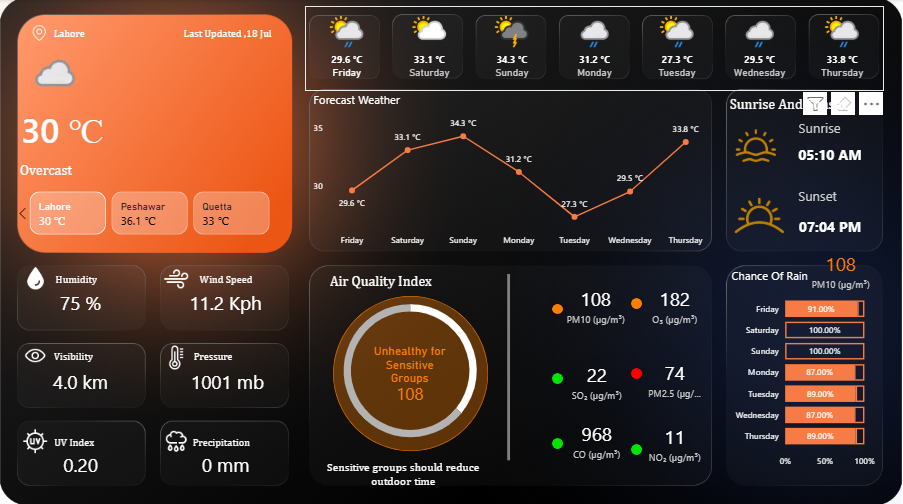 Lahore
Last Updated ,18 Jul
30 °C
Overcast
Lahore
30 °C
Peshawar
36.1 °C
Quetta
33 °C
29.6 °C
Friday
33.1 °C
Saturday
34.3 °C
Sunday
31.2 °C
Monday
27.3 °C
Tuesday
29.5 °C
Wednesday
33.8 °C
Thursday
Forecast Weather
35
30
29.6 °C
33.1 °C
34.3 °C
31.2 °C
27.3 °C
29.5 °C
33.8 °C
Friday
Saturday
Sunday
Monday
Tuesday
Wednesday
Thursday
Sunrise And
Sunrise
05:10 AM
Sunset
07:04 PM
Humidity
75 %
Wind Speed
11.2 Kph
Visibility
4.0 km
Pressure
1001 mb
UV
UV Index
0.20
Precipitation
0 mm
Air Quality Index
Unhealthy for
Sensitive
Groups
108
Sensitive groups should reduce
outdoor time
108
PM10 (µg/m³)
182
O₃ (µg/m³)
22
SO₂ (µg/m³)
74
PM2.5 (µg/...
968
CO (µg/m³)
11
NO₂ (µg/m³)
108
PM10 (µg/m³)
Chance Of Rain
Friday
91.00%
Saturday
100.00%
Sunday
100.00%
Monday
87.00%
Tuesday
89.00%
Wednesday
87.00%
Thursday
89.00%
0%
50%
100%